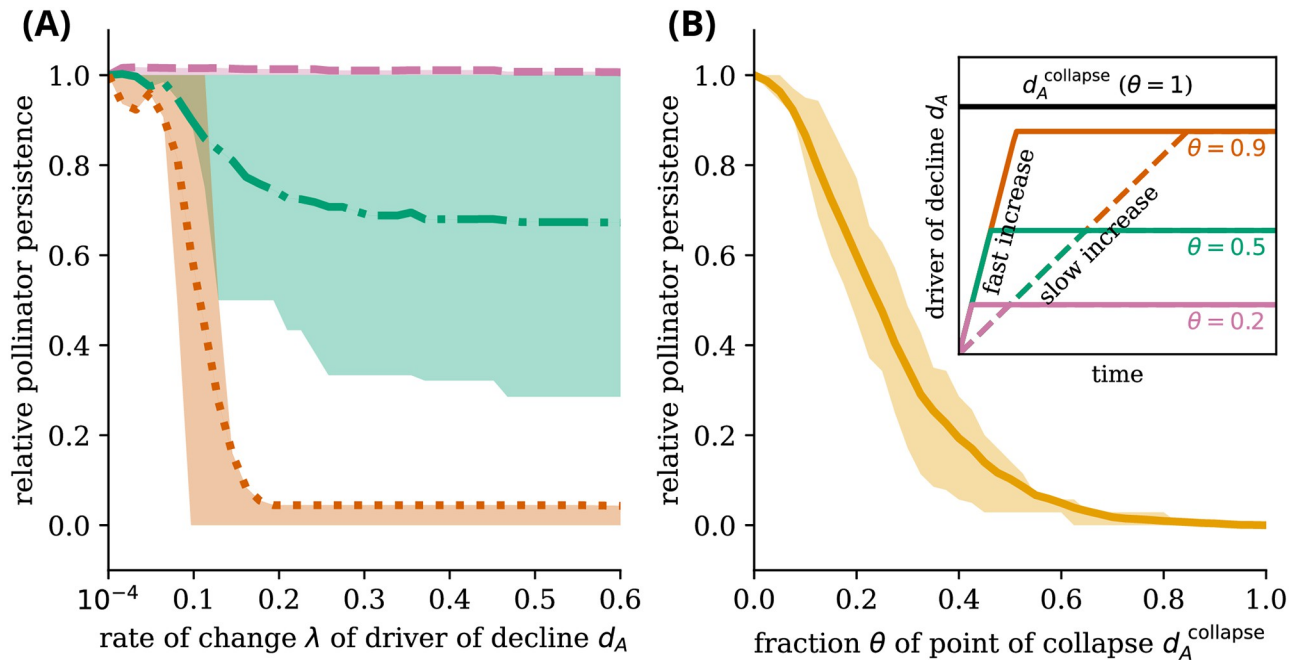 (A)
relative pollinator persistence
1.0
0.8
0.6
0.4
0.2
0.0
10⁻⁴
0.1
0.2
0.3
0.4
0.5
0.6
rate of change λ of driver of decline d_A
(B)
relative pollinator persistence
1.0
0.8
0.6
0.4
0.2
0.0
0.0
0.2
0.4
0.6
0.8
1.0
fraction θ of point of collapse d_A^collapse
driver of decline d_A
d_A^collapse (θ = 1)
θ = 0.9
θ = 0.5
θ = 0.2
fast increase
slow increase
time